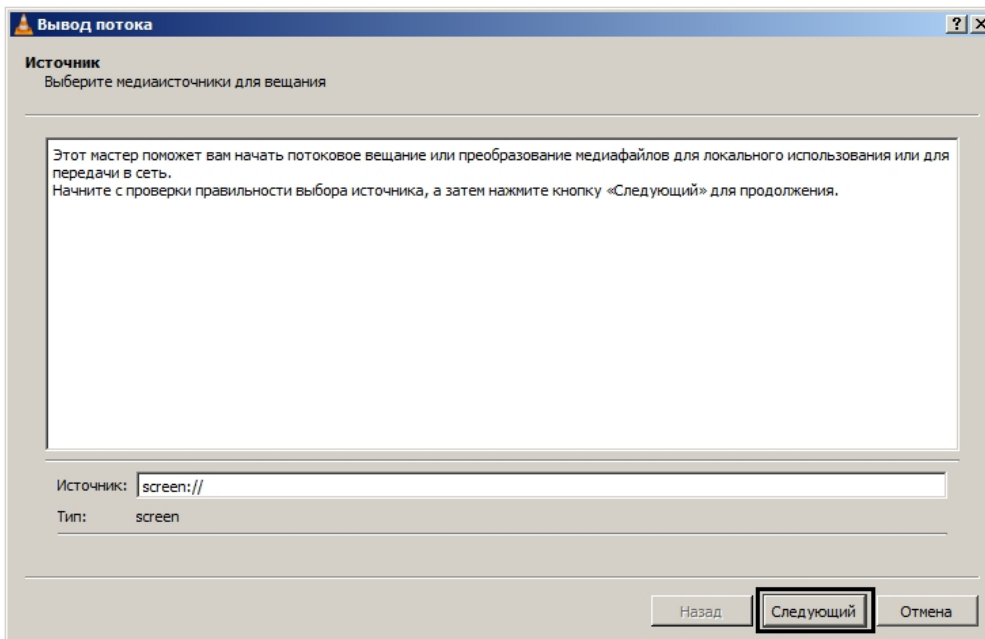 Вывод потока
Источник
Выберите медиаисточники для вещания
Этот мастер поможет вам начать потоковое вещание или преобразование медиафайлов для локального использования или для
передачи в сеть.
Начните с проверки правильности выбора источника, а затем нажмите кнопку «Следующий» для продолжения.
Источник: screen://
Тип: screen
Назад Следующий Отмена